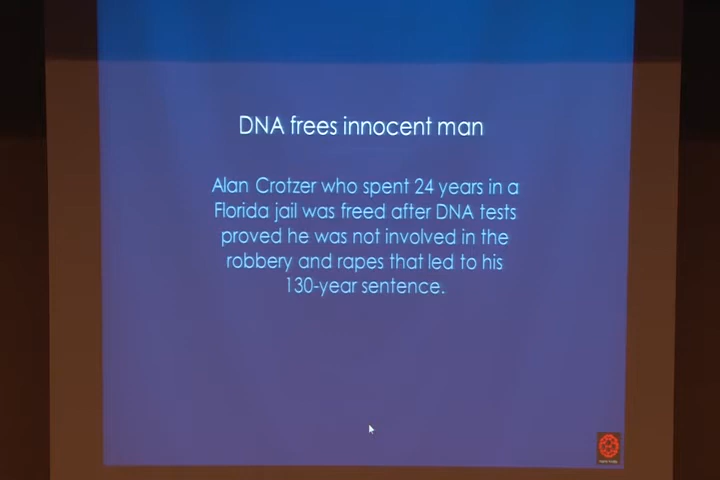 DNA frees innocent man
Alan Crotzer who spent 24 years in a
Florida jail was freed after DNA tests
proved he was not involved in the
robbery and rapes that led to his
130-year sentence.